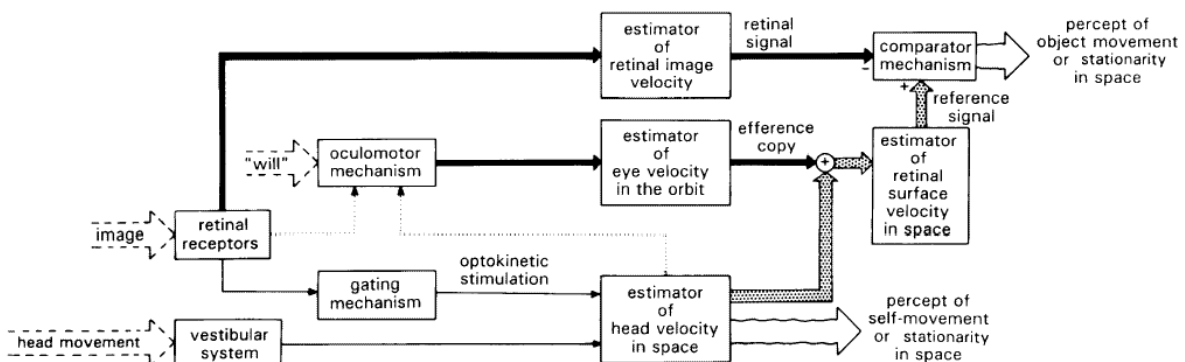 estimator
of
retinal image
velocity
retinal
signal
comparator
mechanism
-
+
percept of
object movement
or stationarity
in space
reference
signal
"will"
oculomotor
mechanism
estimator
of
eye velocity
in the orbit
efference
copy
+
estimator
of
retinal
surface
velocity
in space
image
retinal
receptors
gating
mechanism
optokinetic
stimulation
estimator
of
head velocity
in space
percept of
self-movement
or stationarity
in space
head movement
vestibular
system